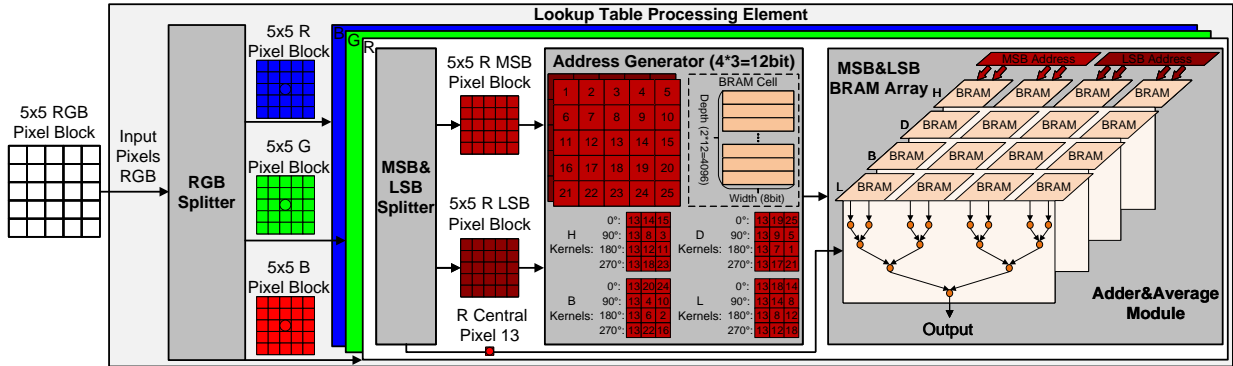 Lookup Table Processing Element
5x5 RGB
Pixel Block
Input
Pixels
RGB
RGB
Splitter
5x5 R
Pixel Block
5x5 G
Pixel Block
5x5 B
Pixel Block
B
G
R
MSB&
LSB
Splitter
5x5 R MSB
Pixel Block
5x5 R LSB
Pixel Block
R Central
Pixel 13
Address Generator (4*3=12bit)
1 2 3 4 5
6 7 8 9 10
11 12 13 14 15
16 17 18 19 20
21 22 23 24 25
BRAM Cell
Depth (2*12=4096)
Width (8bit)
H
Kernels:
0°: 13 14 15
90°: 13 8 3
180°: 13 12 11
270°: 13 18 23
D
Kernels:
0°: 13 19 25
90°: 13 9 5
180°: 13 7 1
270°: 13 17 21
B
Kernels:
0°: 13 20 24
90°: 13 4 10
180°: 13 6 2
270°: 13 22 16
L
Kernels:
0°: 13 18 14
90°: 13 14 8
180°: 13 8 12
270°: 13 12 18
MSB&LSB
BRAM Array
MSB Address
LSB Address
H
BRAM BRAM BRAM BRAM
D
BRAM BRAM BRAM BRAM
B
BRAM BRAM BRAM BRAM
L
BRAM BRAM BRAM BRAM
Adder&Average
Module
Output